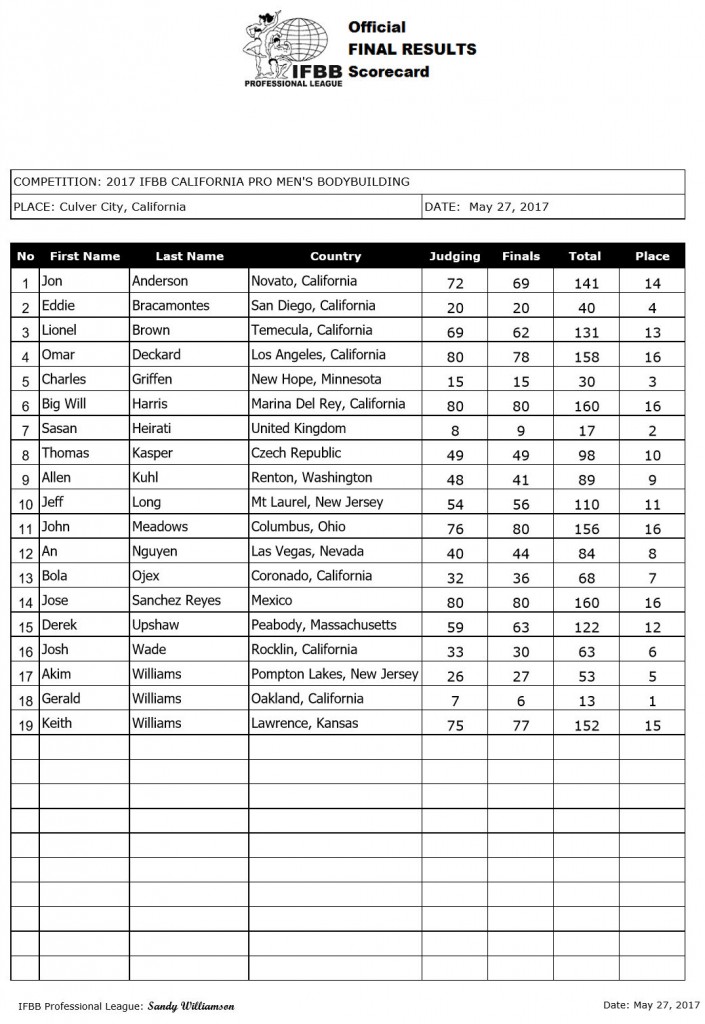 Official
FINAL RESULTS
IFBB Scorecard
PROFESSIONAL LEAGUE
COMPETITION: 2017 IFBB CALIFORNIA PRO MEN'S BODYBUILDING
PLACE: Culver City, California DATE: May 27, 2017
No First Name Last Name Country Judging Finals Total Place
1 Jon Anderson Novato, California 72 69 141 14
2 Eddie Bracamontes San Diego, California 20 20 40 4
3 Lionel Brown Temecula, California 69 62 131 13
4 Omar Deckard Los Angeles, California 80 78 158 16
5 Charles Griffen New Hope, Minnesota 15 15 30 3
6 Big Will Harris Marina Del Rey, California 80 80 160 16
7 Sasan Heirati United Kingdom 8 9 17 2
8 Thomas Kasper Czech Republic 49 49 98 10
9 Allen Kuhl Renton, Washington 48 41 89 9
10 Jeff Long Mt Laurel, New Jersey 54 56 110 11
11 John Meadows Columbus, Ohio 76 80 156 16
12 An Nguyen Las Vegas, Nevada 40 44 84 8
13 Bola Ojex Coronado, California 32 36 68 7
14 Jose Sanchez Reyes Mexico 80 80 160 16
15 Derek Upshaw Peabody, Massachusetts 59 63 122 12
16 Josh Wade Rocklin, California 33 30 63 6
17 Akim Williams Pompton Lakes, New Jersey 26 27 53 5
18 Gerald Williams Oakland, California 7 6 13 1
19 Keith Williams Lawrence, Kansas 75 77 152 15
IFBB Professional League: Sandy Williamson Date: May 27, 2017